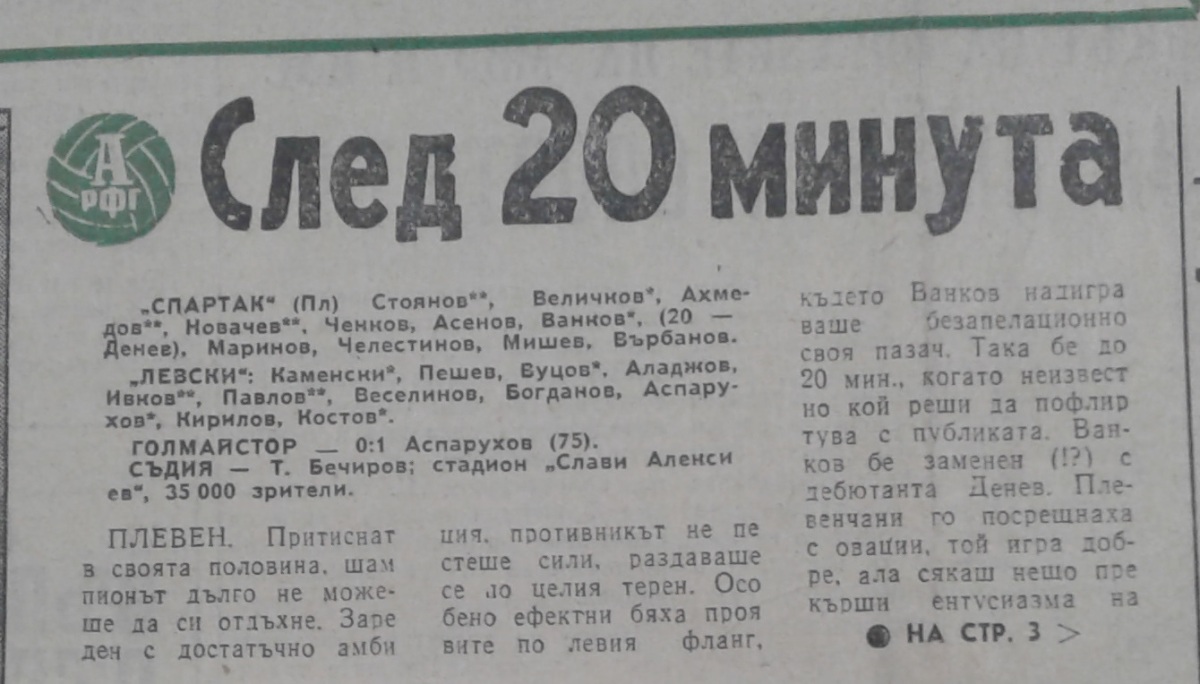 А
РФГ
След 20 минута
„СПАРТАК“ (Пл) Стоянов**, Величков*, Ахме-
дов**, Новачев**, Ченков, Асенов, Ванков*, (20 —
Денев), Маринов, Челестинов, Мишев, Върбанов.
„ЛЕВСКИ“: Каменски*, Пешев, Вуцов*, Аладжов,
Ивков**, Павлов**, Веселинов, Богданов, Аспару-
хов*, Кирилов, Костов*.
ГОЛМАЙСТОР — 0:1 Аспарухов (75).
СЪДИЯ — Т. Бечиров; стадион „Слави Алекси
ев“, 35 000 зрители.
ПЛЕВЕН. Притиснат
в своята половина, шам
пионът дълго не може-
ше да си отдъхне. Заре
ден с достатъчно амби
ция, противникът не пе
стеше сили, раздаваше
се по целия терен. Осо
бено ефектни бяха проя
вите по левия фланг,
където Ванков надигра
ваше безапелационно
своя пазач. Така бе до
20 мин., когато неизвест
но кой реши да пофлир
тува с публиката. Ван-
ков бе заменен (!?) с
дебютанта Денев. Пле-
венчани го посрещнаха
с овации, той игра доб-
ре, ала сякаш нещо пре
кърши ентусиазма на
● НА СТР. 3 >